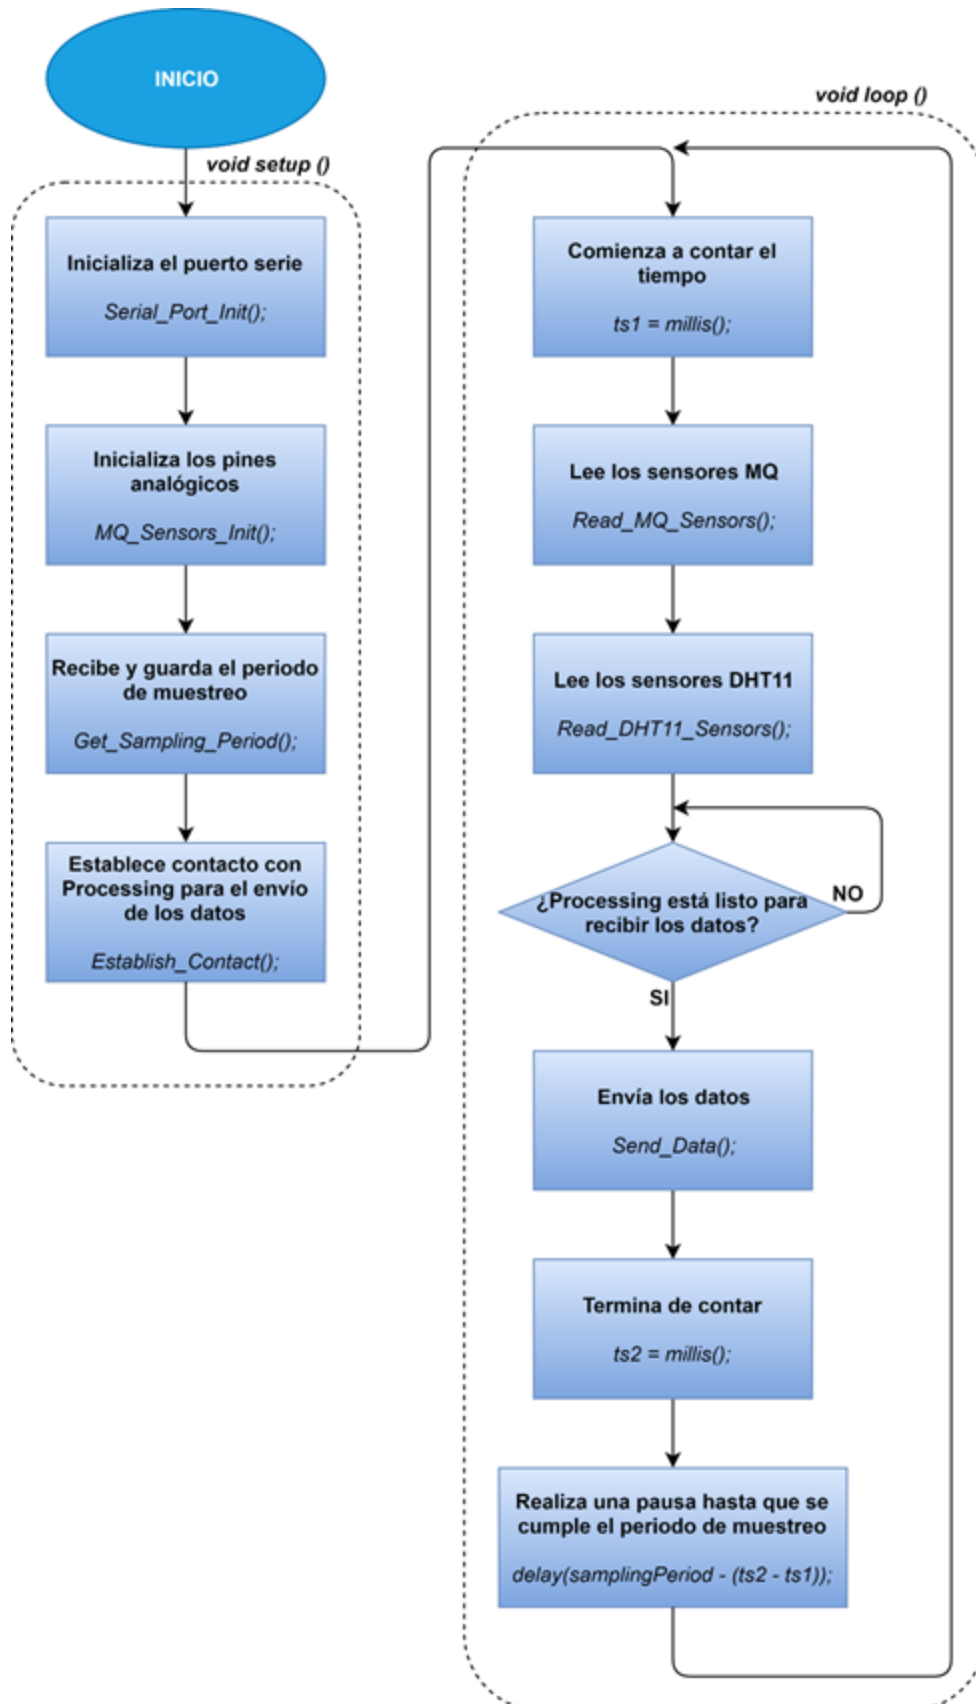 INICIO
void setup ()
Inicializa el puerto serie
Serial_Port_Init();
Inicializa los pines
analógicos
MQ_Sensors_Init();
Recibe y guarda el periodo
de muestreo
Get_Sampling_Period();
Establece contacto con
Processing para el envío
de los datos
Establish_Contact();
void loop ()
Comienza a contar el
tiempo
ts1 = millis();
Lee los sensores MQ
Read_MQ_Sensors();
Lee los sensores DHT11
Read_DHT11_Sensors();
¿Processing está listo para
recibir los datos?
NO
SI
Envía los datos
Send_Data();
Termina de contar
ts2 = millis();
Realiza una pausa hasta que se
cumple el periodo de muestreo
delay(samplingPeriod - (ts2 - ts1));